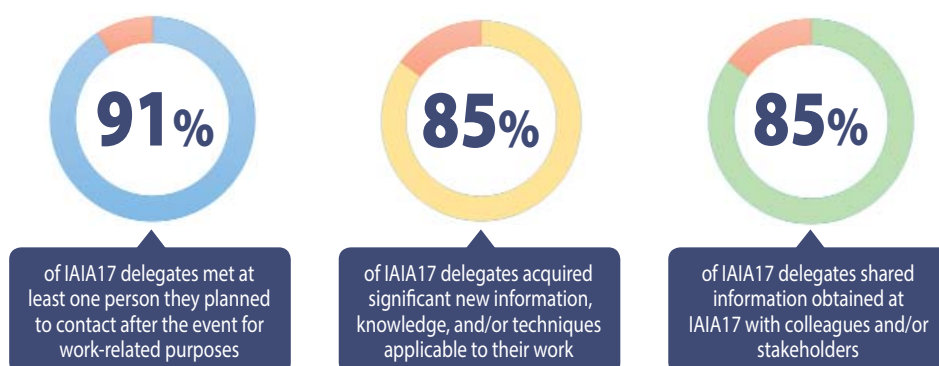 91%
of IAIA17 delegates met at
least one person they planned
to contact after the event for
work-related purposes
85%
of IAIA17 delegates acquired
significant new information,
knowledge, and/or techniques
applicable to their work
85%
of IAIA17 delegates shared
information obtained at
IAIA17 with colleagues and/or
stakeholders